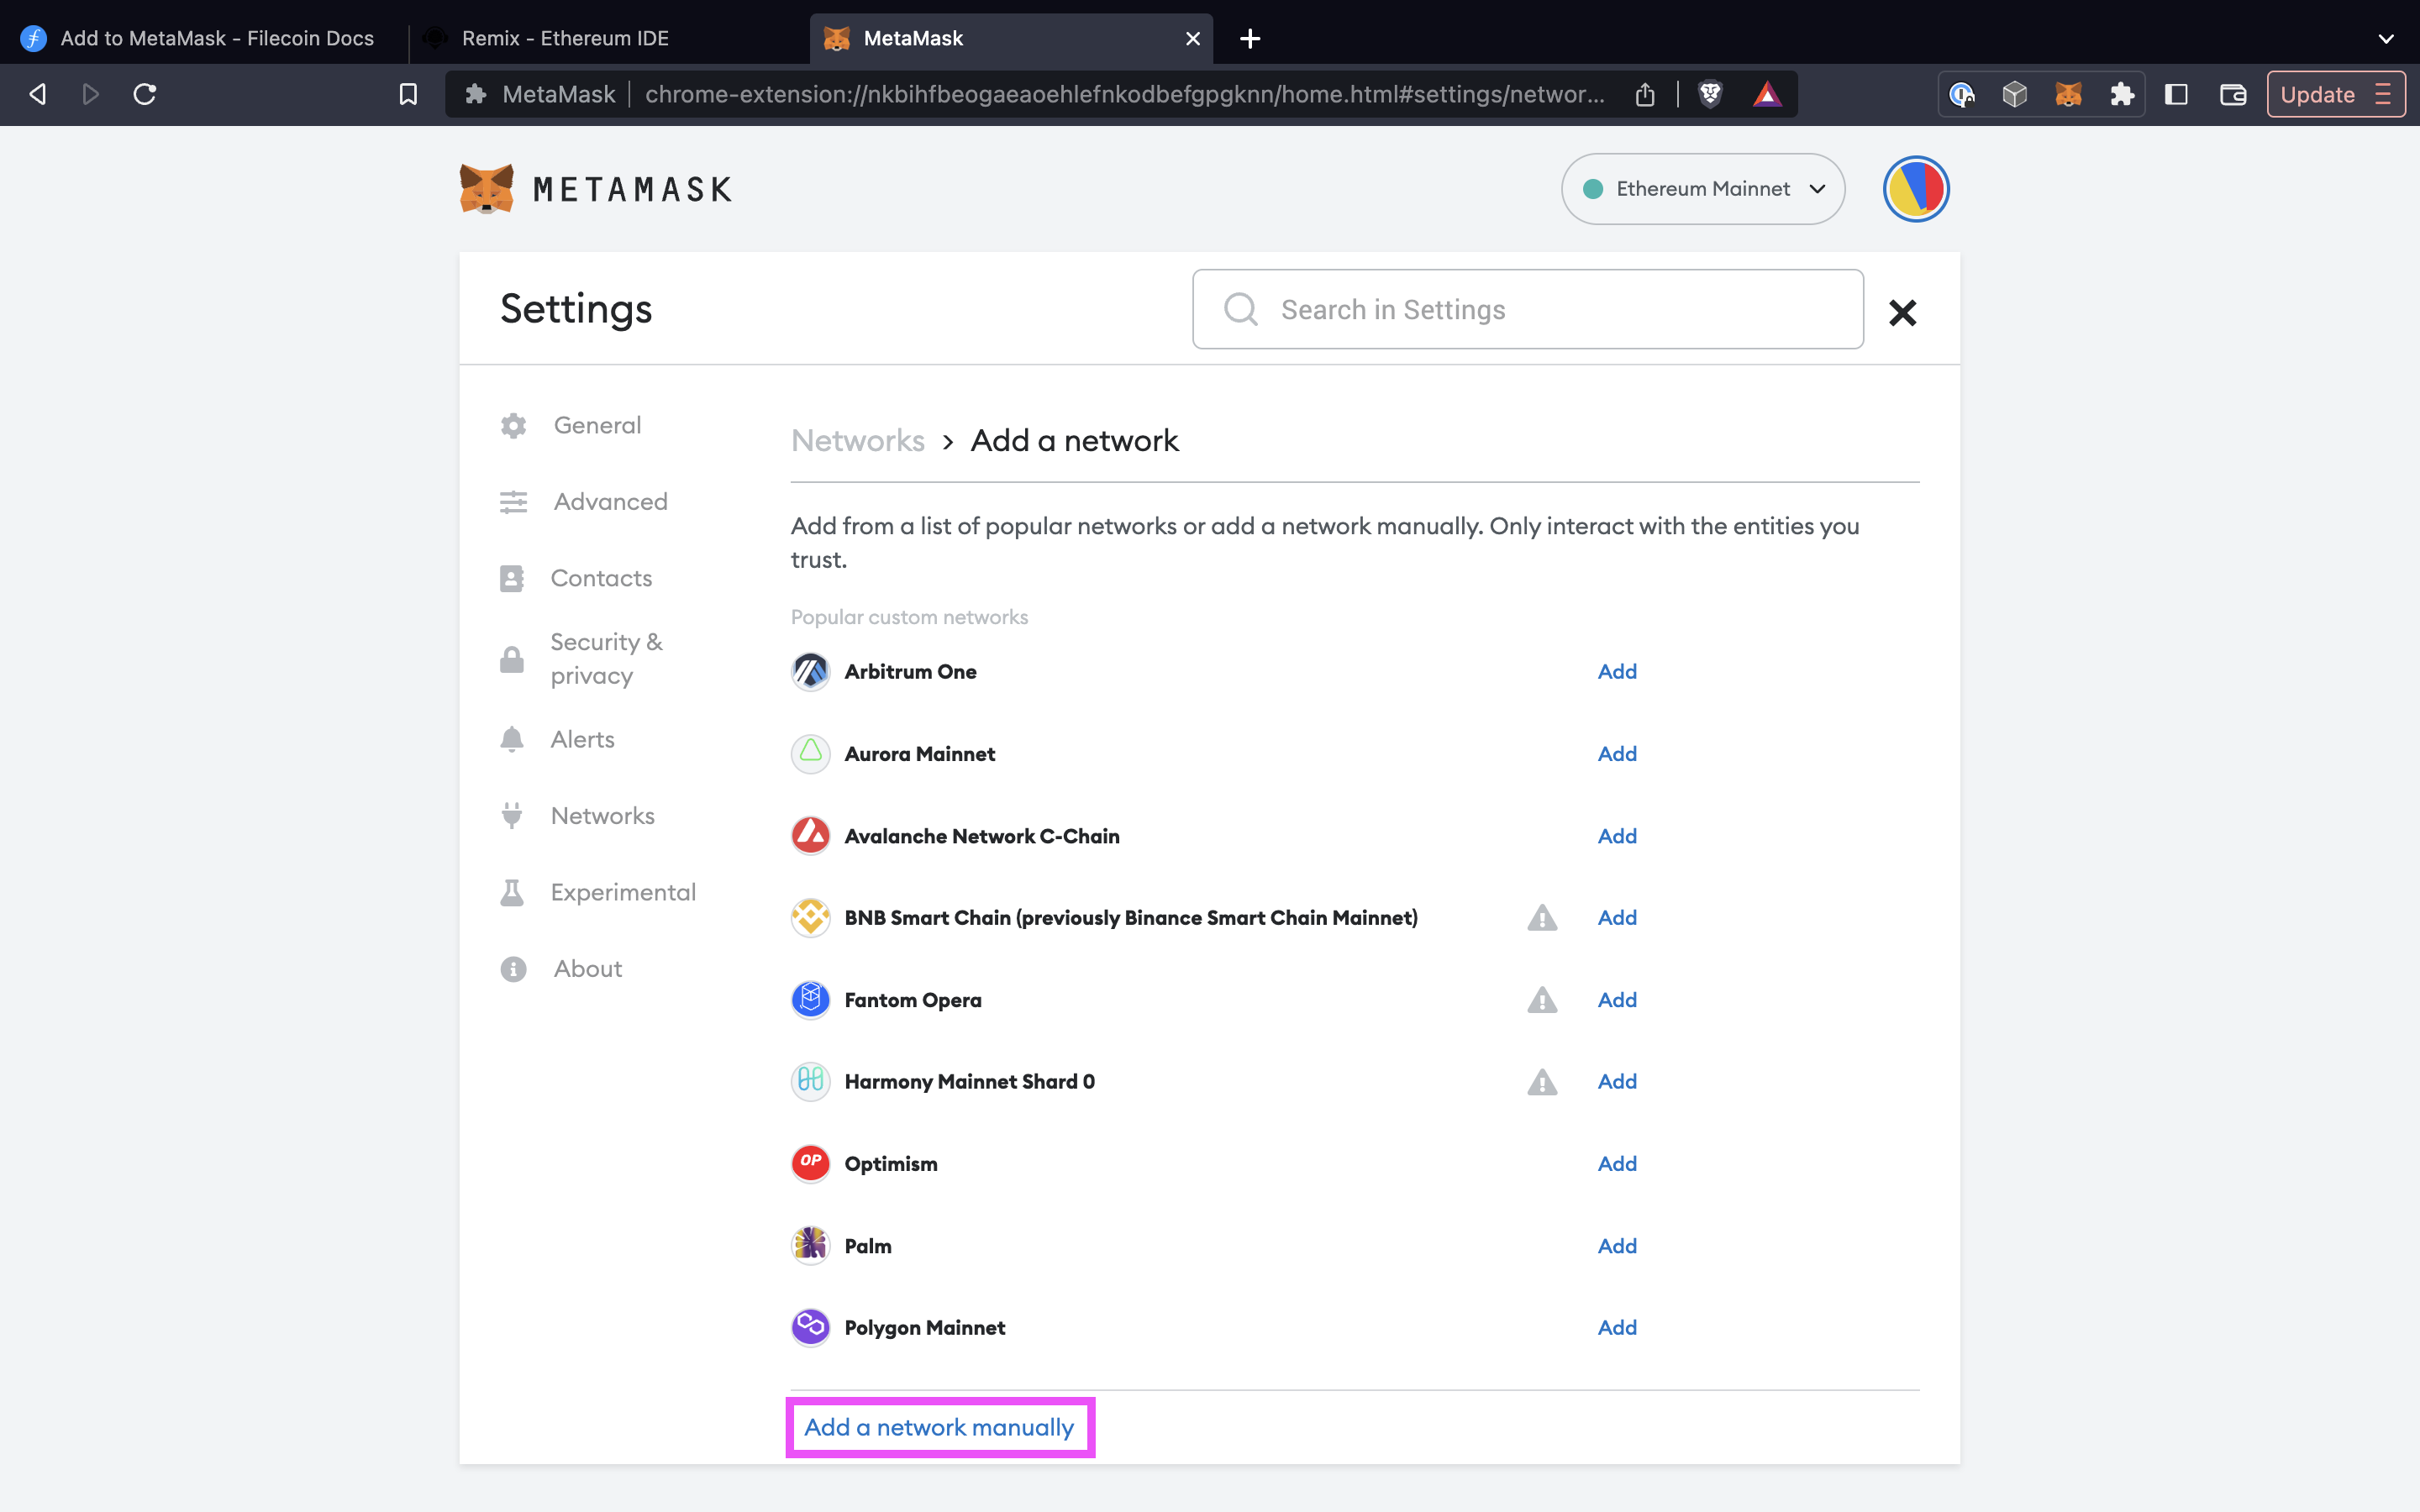 Add to MetaMask - Filecoin Docs
Remix - Ethereum IDE
MetaMask
MetaMask
chrome-extension://nkbihfbeogaeaoehlefnkodbefgpgknn/home.html#settings/networ...
Update
METAMASK
Ethereum Mainnet
Settings
Search in Settings
General
Advanced
Contacts
Security &
privacy
Alerts
Networks
Experimental
About
Networks > Add a network
Add from a list of popular networks or add a network manually. Only interact with the entities you
trust.
Popular custom networks
Arbitrum One
Add
Aurora Mainnet
Add
Avalanche Network C-Chain
Add
BNB Smart Chain (previously Binance Smart Chain Mainnet)
Add
Fantom Opera
Add
Harmony Mainnet Shard 0
Add
OP
Optimism
Add
Palm
Add
Polygon Mainnet
Add
Add a network manually